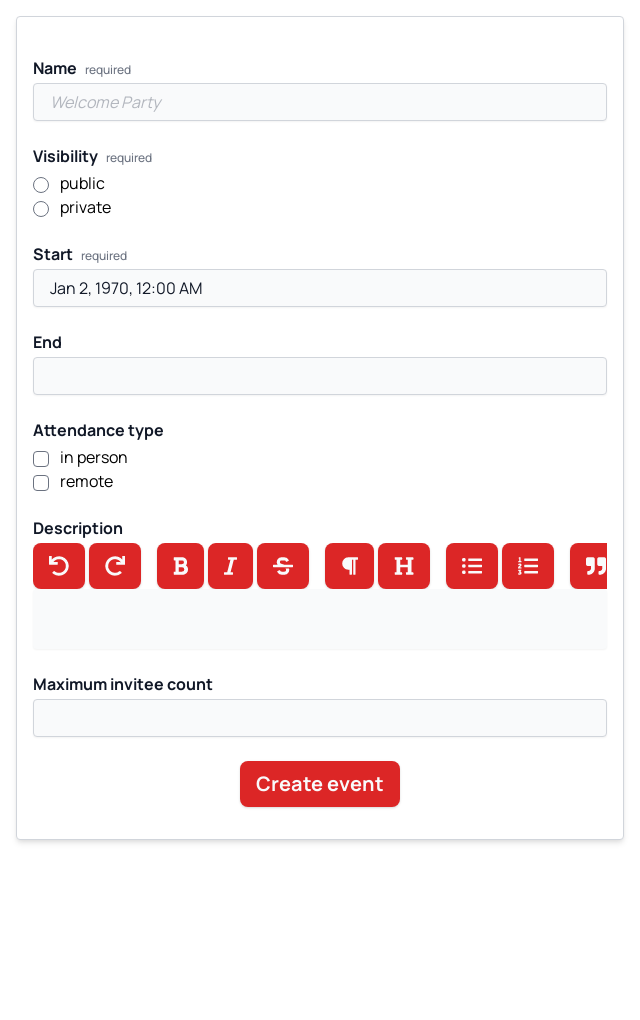 Name required
Welcome Party
Visibility required
public
private
Start required
Jan 2, 1970, 12:00 AM
End
Attendance type
in person
remote
Description
Maximum invitee count
Create event